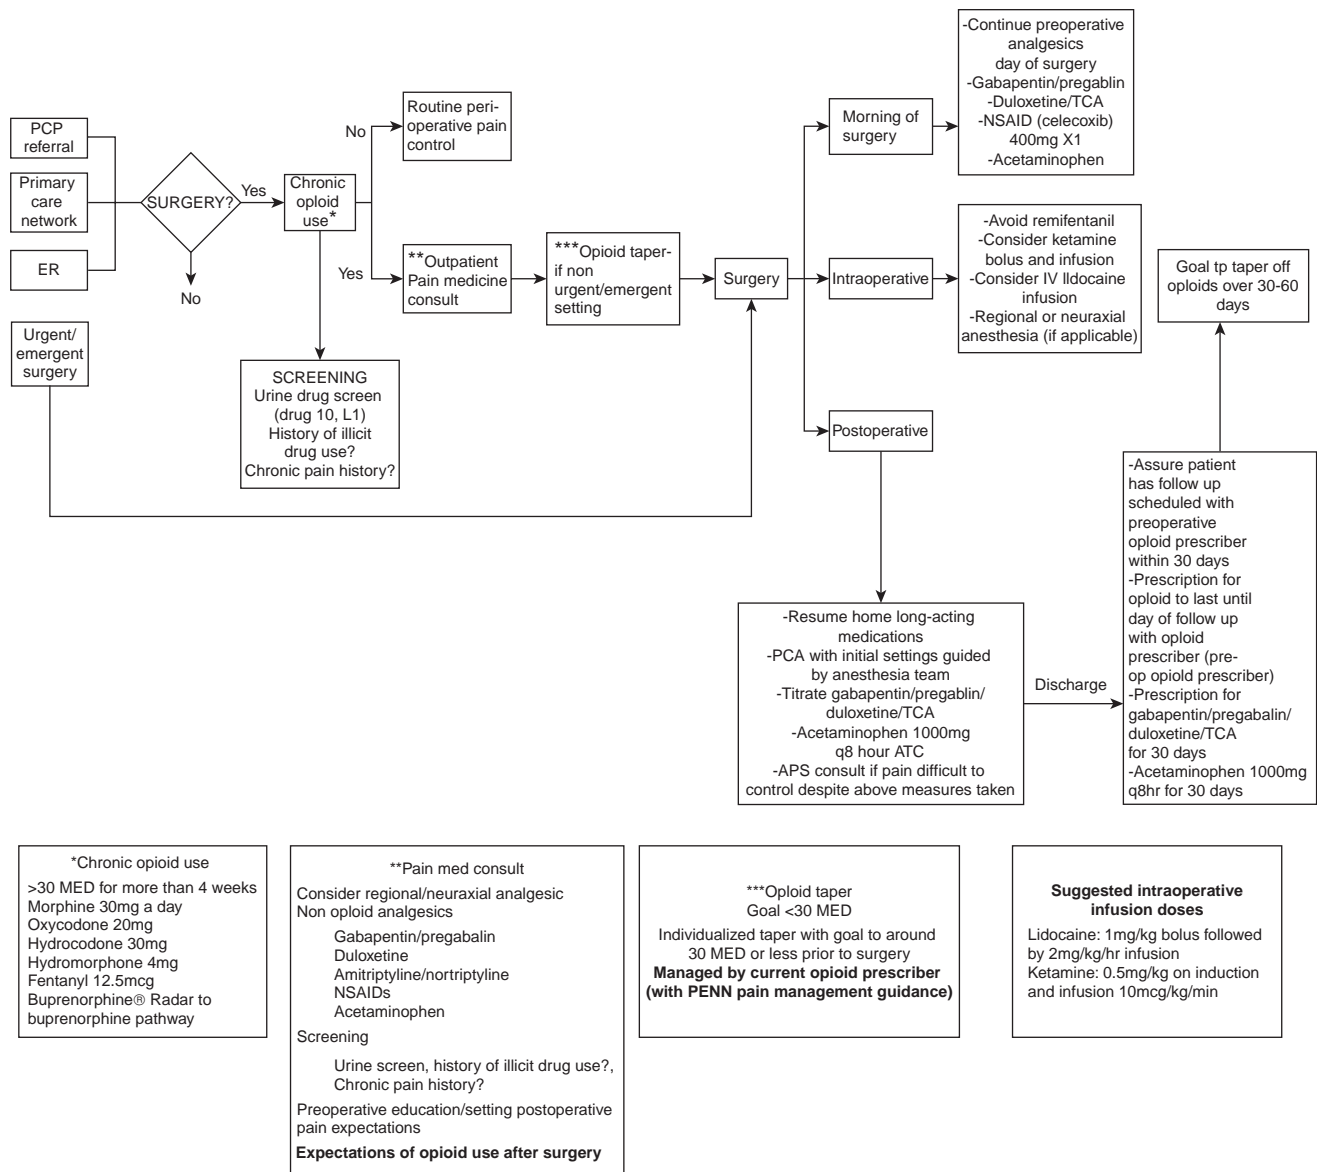 PCP
referral
Primary
care
network
ER
Urgent/
emergent
surgery
SURGERY?
Yes
No
Chronic
oploid
use*
No
Routine peri-
operative pain
control
Yes
**Outpatient
Pain medicine
consult
***Opioid taper-
if non
urgent/emergent
setting
SCREENING
Urine drug screen
(drug 10, L1)
History of illicit
drug use?
Chronic pain history?
Surgery
Morning of
surgery
-Continue preoperative
analgesics
day of surgery
-Gabapentin/pregablin
-Duloxetine/TCA
-NSAID (celecoxib)
400mg X1
-Acetaminophen
Intraoperative
-Avoid remifentanil
-Consider ketamine
bolus and infusion
-Consider IV lldocaine
infusion
-Regional or neuraxial
anesthesia (if applicable)
Postoperative
-Resume home long-acting
medications
-PCA with initial settings guided
by anesthesia team
-Titrate gabapentin/pregablin/
duloxetine/TCA
-Acetaminophen 1000mg
q8 hour ATC
-APS consult if pain difficult to
control despite above measures taken
Discharge
-Assure patient
has follow up
scheduled with
preoperative
oploid prescriber
within 30 days
-Prescription for
oploid to last until
day of follow up
with oploid
prescriber (pre-
op opiold prescriber)
-Prescription for
gabapentin/pregabalin/
duloxetine/TCA
for 30 days
-Acetaminophen 1000mg
q8hr for 30 days
Goal tp taper off
oploids over 30-60
days
*Chronic opioid use
>30 MED for more than 4 weeks
Morphine 30mg a day
Oxycodone 20mg
Hydrocodone 30mg
Hydromorphone 4mg
Fentanyl 12.5mcg
Buprenorphine® Radar to
buprenorphine pathway
**Pain med consult
Consider regional/neuraxial analgesic
Non oploid analgesics
Gabapentin/pregabalin
Duloxetine
Amitriptyline/nortriptyline
NSAIDs
Acetaminophen
Screening
Urine screen, history of illicit drug use?,
Chronic pain history?
Preoperative education/setting postoperative
pain expectations
Expectations of opioid use after surgery
***Oploid taper
Goal <30 MED
Individualized taper with goal to around
30 MED or less prior to surgery
Managed by current opioid prescriber
(with PENN pain management guidance)
Suggested intraoperative
infusion doses
Lidocaine: 1mg/kg bolus followed
by 2mg/kg/hr infusion
Ketamine: 0.5mg/kg on induction
and infusion 10mcg/kg/min